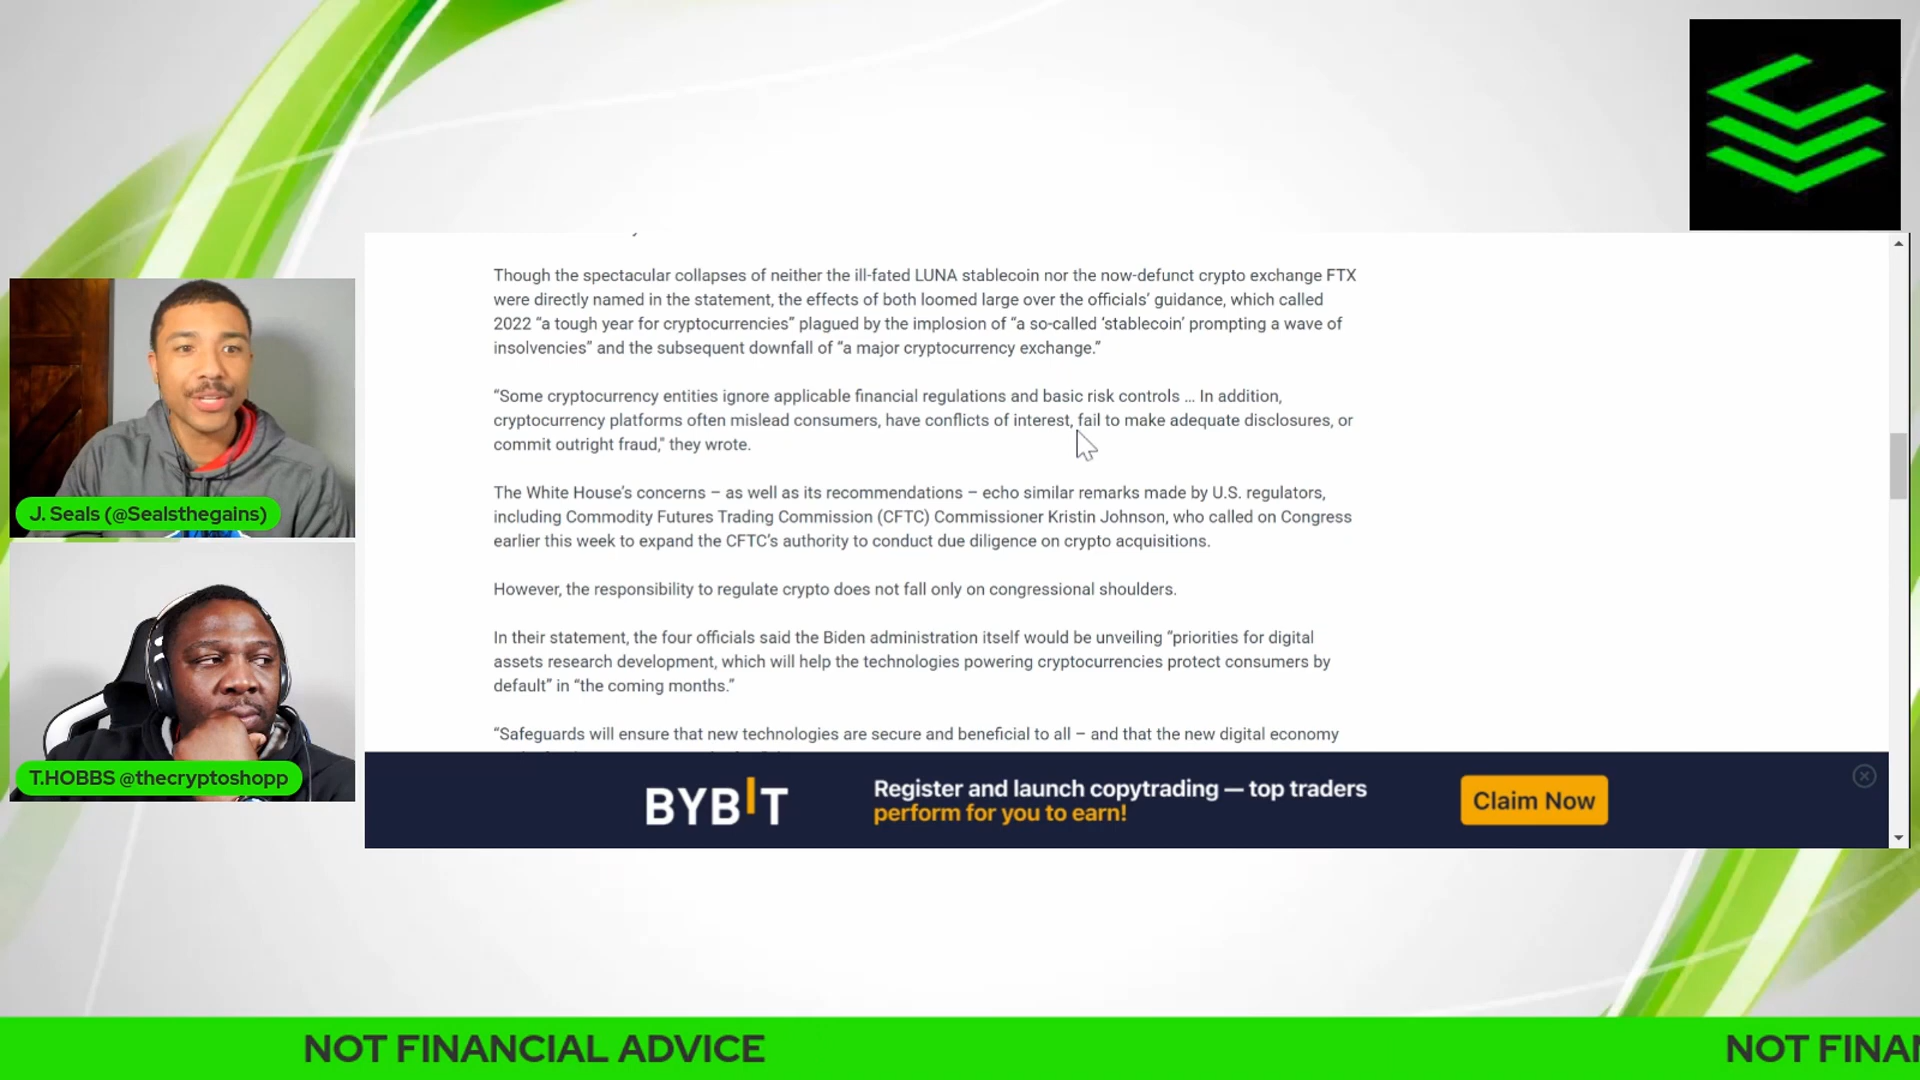 Though the spectacular collapses of neither the ill-fated LUNA stablecoin nor the now-defunct crypto exchange FTX
were directly named in the statement, the effects of both loomed large over the officials’ guidance, which called
2022 “a tough year for cryptocurrencies” plagued by the implosion of “a so-called ‘stablecoin’ prompting a wave of
insolvencies” and the subsequent downfall of “a major cryptocurrency exchange.”
“Some cryptocurrency entities ignore applicable financial regulations and basic risk controls … In addition,
cryptocurrency platforms often mislead consumers, have conflicts of interest, fail to make adequate disclosures, or
commit outright fraud," they wrote.
The White House’s concerns – as well as its recommendations – echo similar remarks made by U.S. regulators,
including Commodity Futures Trading Commission (CFTC) Commissioner Kristin Johnson, who called on Congress
earlier this week to expand the CFTC’s authority to conduct due diligence on crypto acquisitions.
However, the responsibility to regulate crypto does not fall only on congressional shoulders.
In their statement, the four officials said the Biden administration itself would be unveiling “priorities for digital
assets research development, which will help the technologies powering cryptocurrencies protect consumers by
default” in “the coming months.”
“Safeguards will ensure that new technologies are secure and beneficial to all – and that the new digital economy
J. Seals (@Sealsthegains)
T.HOBBS @thecryptoshopp
BYBIT
Register and launch copytrading — top traders
perform for you to earn!
Claim Now
NOT FINANCIAL ADVICE
NOT FINAN